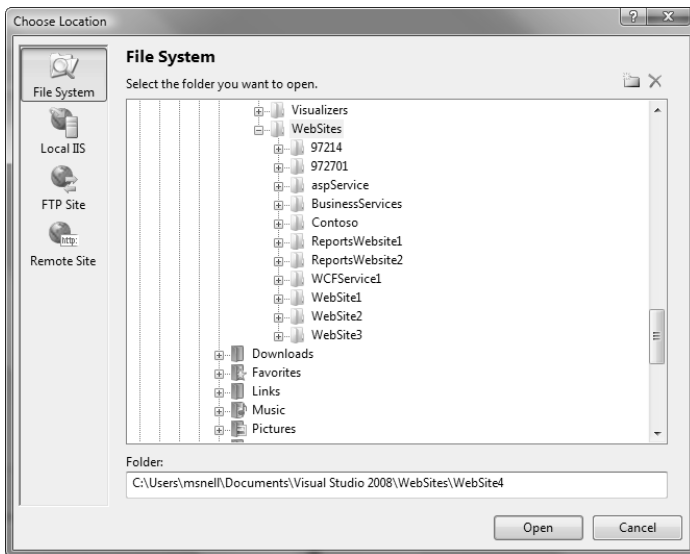 Choose Location
File System
Local IIS
FTP Site
http:
Remote Site
File System
Select the folder you want to open.
Visualizers
WebSites
97214
972701
aspService
BusinessServices
Contoso
ReportsWebsite1
ReportsWebsite2
WCFService1
WebSite1
WebSite2
WebSite3
Downloads
Favorites
Links
Music
Pictures
Folder:
C:\Users\msnell\Documents\Visual Studio 2008\WebSites\WebSite4
Open
Cancel